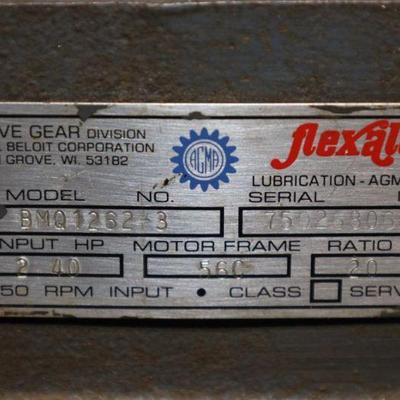 VE GEAR DIVISION
BELOIT CORPORATION
GROVE, WI. 53182
AGMA
flexal
LUBRICATION - AGM
MODEL NO. SERIAL
BMQ1262-3
INPUT HP MOTOR FRAME RATIO
2.40 56C 20
50 RPM INPUT • CLASS SERV